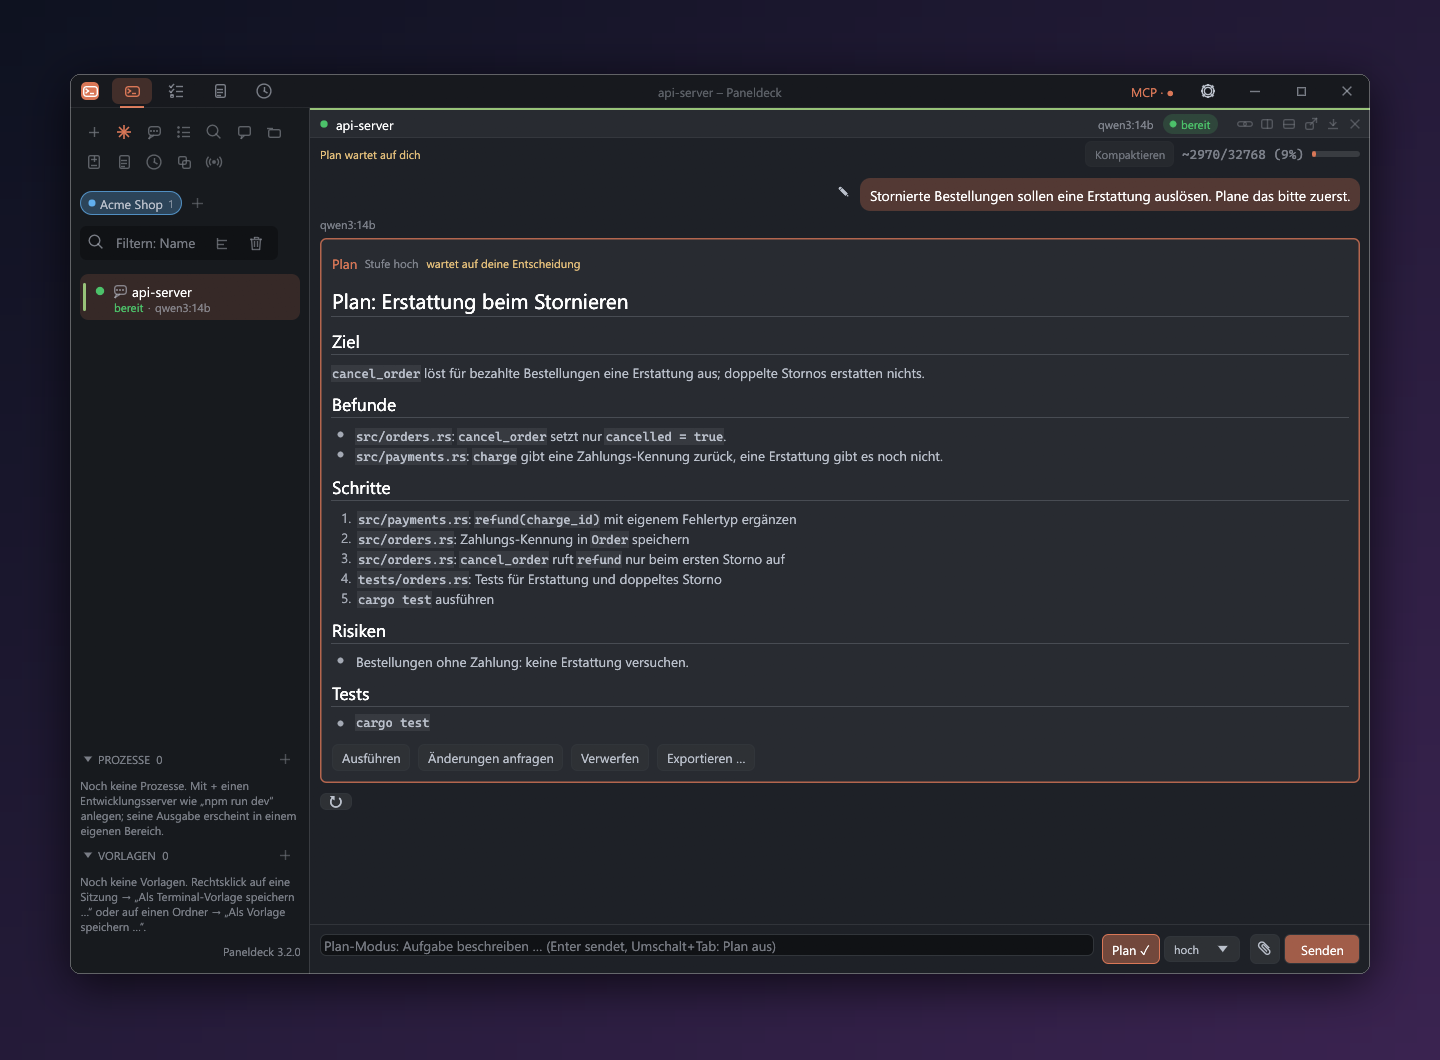 api-server – Paneldeck
MCP ·
api-server
qwen3:14b
bereit
Plan wartet auf dich
Kompaktieren
~2970/32768 (9%)
Acme Shop 1
Filtern: Name
api-server
bereit · qwen3:14b
Stornierte Bestellungen sollen eine Erstattung auslösen. Plane das bitte zuerst.
qwen3:14b
Plan Stufe hoch wartet auf deine Entscheidung
Plan: Erstattung beim Stornieren
Ziel
cancel_order löst für bezahlte Bestellungen eine Erstattung aus; doppelte Stornos erstatten nichts.
Befunde
• src/orders.rs: cancel_order setzt nur cancelled = true.
• src/payments.rs: charge gibt eine Zahlungs-Kennung zurück, eine Erstattung gibt es noch nicht.
Schritte
1. src/payments.rs: refund(charge_id) mit eigenem Fehlertyp ergänzen
2. src/orders.rs: Zahlungs-Kennung in Order speichern
3. src/orders.rs: cancel_order ruft refund nur beim ersten Storno auf
4. tests/orders.rs: Tests für Erstattung und doppeltes Storno
5. cargo test ausführen
Risiken
• Bestellungen ohne Zahlung: keine Erstattung versuchen.
Tests
• cargo test
Ausführen
Änderungen anfragen
Verwerfen
Exportieren ...
PROZESSE 0
Noch keine Prozesse. Mit + einen
Entwicklungsserver wie „npm run dev“
anlegen; seine Ausgabe erscheint in einem
eigenen Bereich.
VORLAGEN 0
Noch keine Vorlagen. Rechtsklick auf eine
Sitzung → „Als Terminal-Vorlage speichern
...“ oder auf einen Ordner → „Als Vorlage
speichern ...“.
Paneldeck 3.2.0
Plan-Modus: Aufgabe beschreiben ... (Enter sendet, Umschalt+Tab: Plan aus)
Plan ✓
hoch
Senden